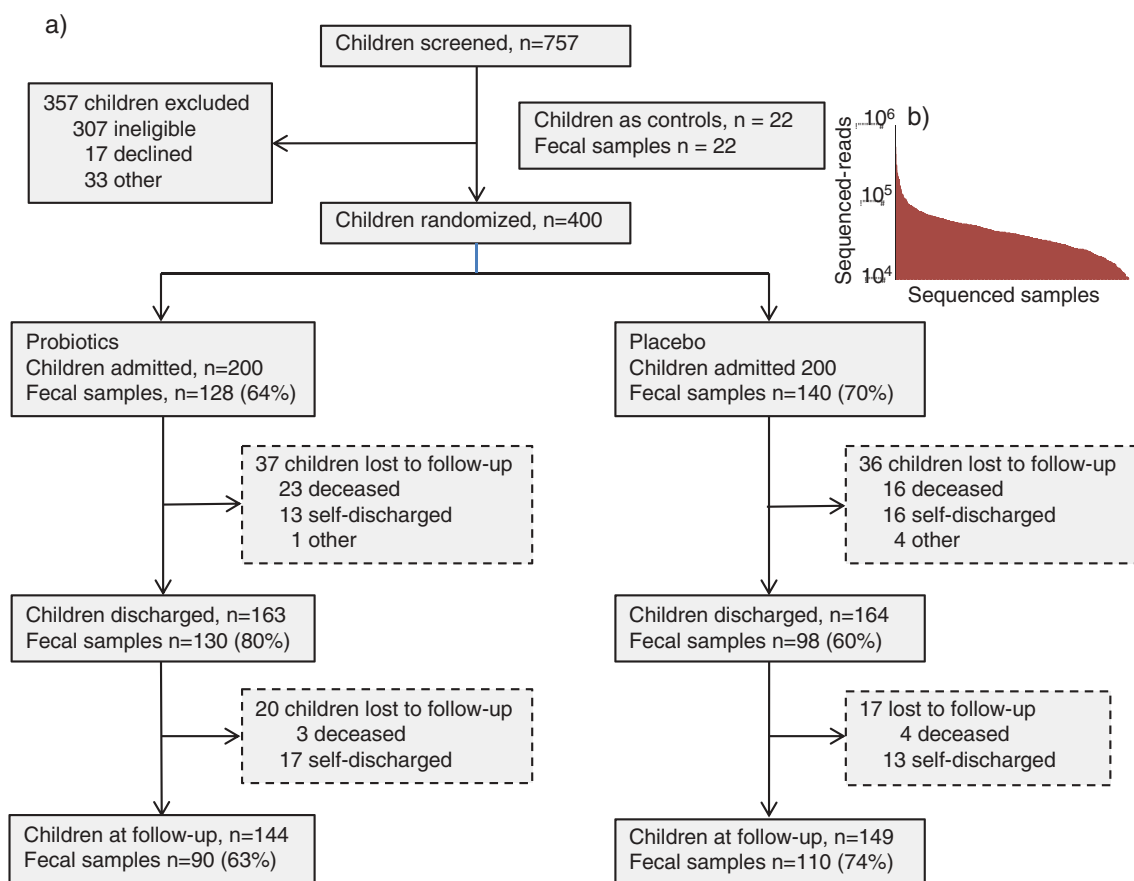 a)
Children screened, n=757
357 children excluded
307 ineligible
17 declined
33 other
Children as controls, n = 22
Fecal samples n = 22
b)
Sequenced-reads
10^6
10^5
10^4
Sequenced samples
Children randomized, n=400
Probiotics
Children admitted, n=200
Fecal samples, n=128 (64%)
Placebo
Children admitted 200
Fecal samples n=140 (70%)
37 children lost to follow-up
23 deceased
13 self-discharged
1 other
36 children lost to follow-up
16 deceased
16 self-discharged
4 other
Children discharged, n=163
Fecal samples n=130 (80%)
Children discharged, n=164
Fecal samples n=98 (60%)
20 children lost to follow-up
3 deceased
17 self-discharged
17 lost to follow-up
4 deceased
13 self-discharged
Children at follow-up, n=144
Fecal samples n=90 (63%)
Children at follow-up, n=149
Fecal samples n=110 (74%)